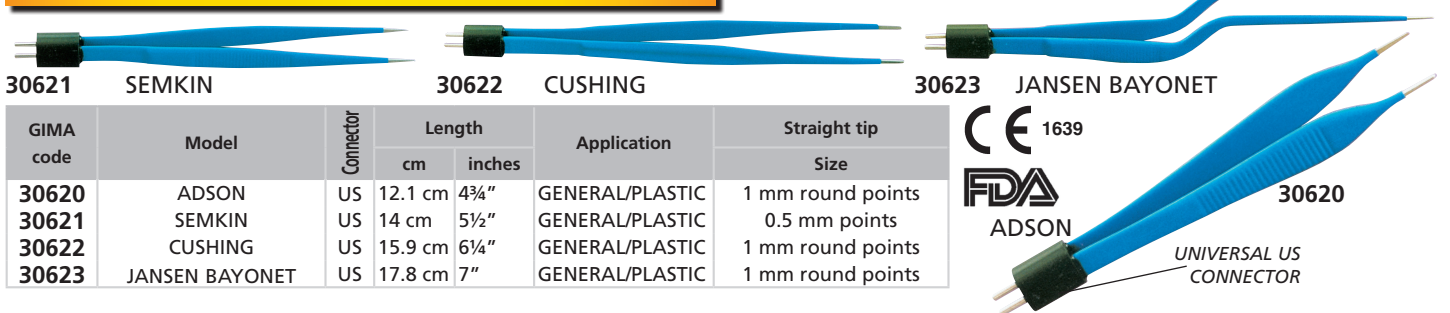 30621 SEMKIN
30622 CUSHING
30623 JANSEN BAYONET
GIMA code Model Connector Length Application Straight tip
cm inches Size
30620 ADSON US 12.1 cm 4¾” GENERAL/PLASTIC 1 mm round points
30621 SEMKIN US 14 cm 5½” GENERAL/PLASTIC 0.5 mm points
30622 CUSHING US 15.9 cm 6¼” GENERAL/PLASTIC 1 mm round points
30623 JANSEN BAYONET US 17.8 cm 7” GENERAL/PLASTIC 1 mm round points
CE 1639
FDA
ADSON
30620
UNIVERSAL US
CONNECTOR